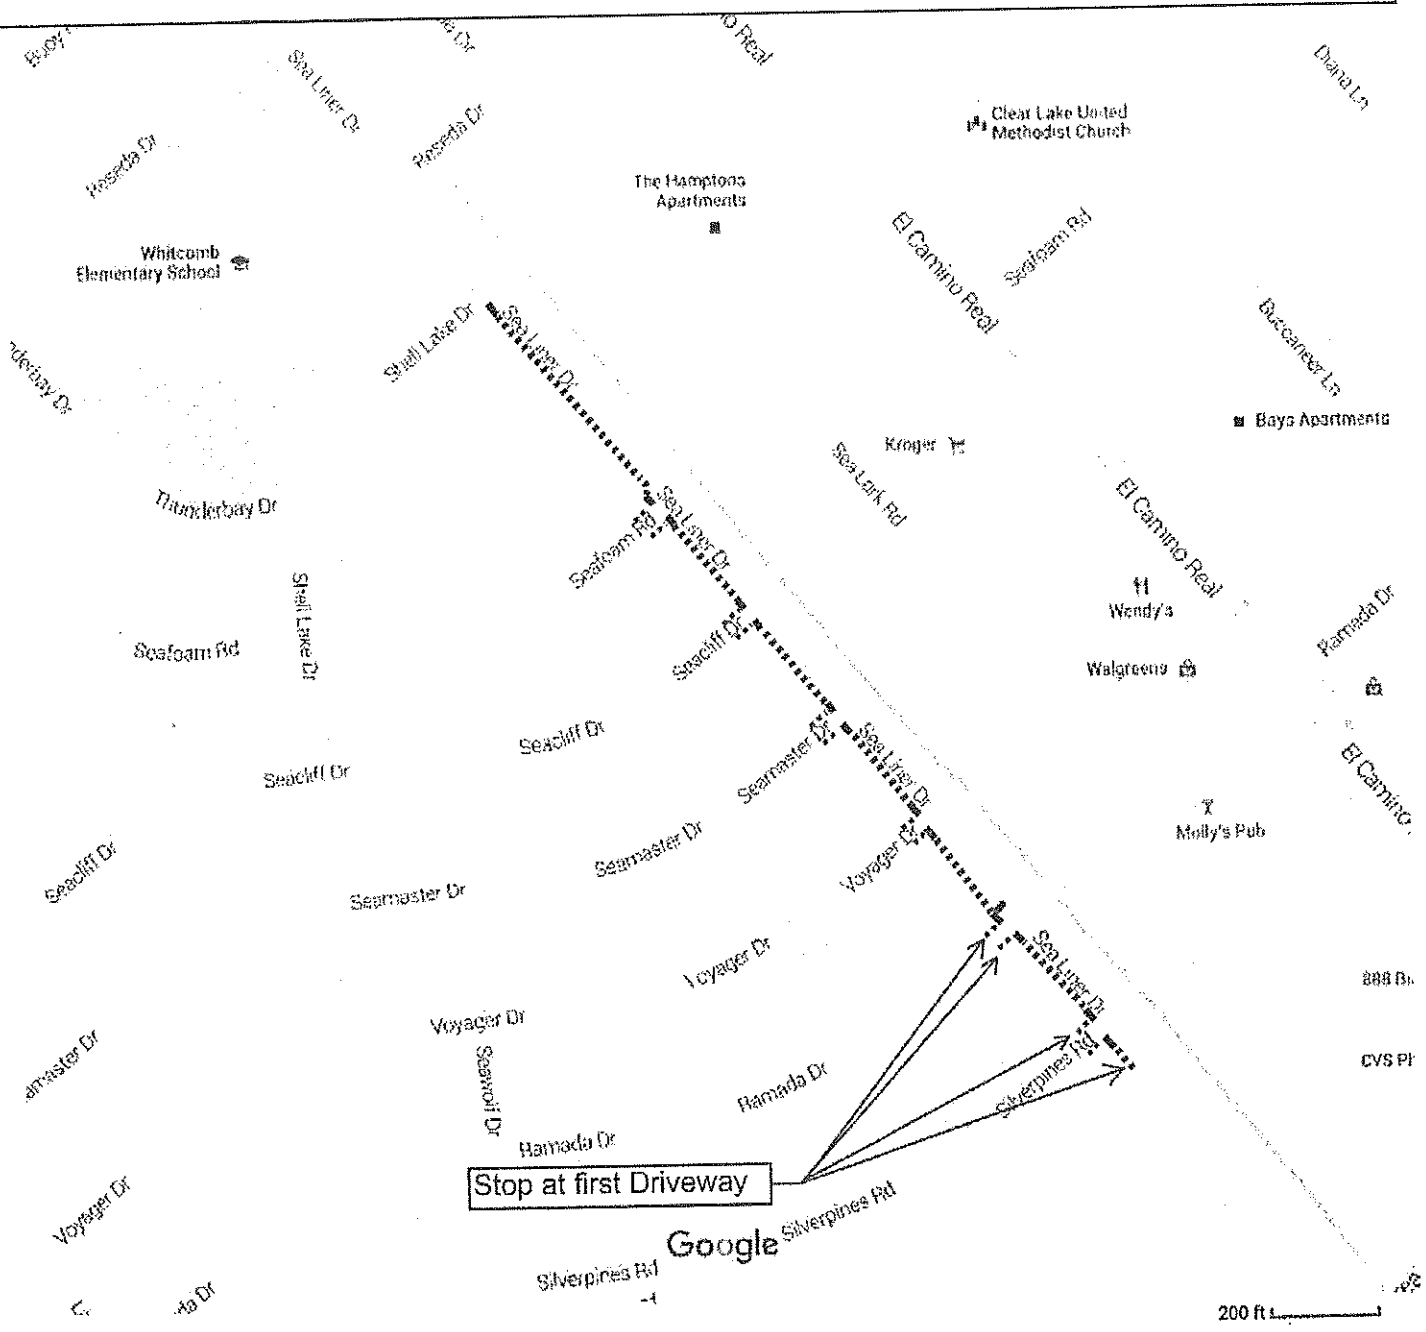 Sea Liner Dr
Reseda Dr
Reseda Dr
Diana Ln
Clear Lake United
Methodist Church
The Hamptons
Apartments
Whitcomb
Elementary School
El Camino Real
Seafoam Rd
Shell Lake Dr
Sea Liner Dr
Buccaneer Ln
Bays Apartments
Kroger
Sea Lark Rd
Thunderbay Dr
Seafoam Rd
Sea Liner Dr
El Camino Real
Shell Lake Dr
Wendy's
Ramada Dr
Seafoam Rd
Seacliff Dr
Walgreens
Seacliff Dr
Seacliff Dr
Seamaster Dr
Sea Liner Dr
El Camino
Molly's Pub
Seacliff Dr
Seamaster Dr
Seamaster Dr
Voyager Dr
Voyager Dr
Sea Liner Dr
Voyager Dr
Seawolf Dr
Ramada Dr
Silverpines Rd
Ramada Dr
Stop at first Driveway
Voyager Dr
Silverpines Rd
Google
Silverpines Rd
200 ft